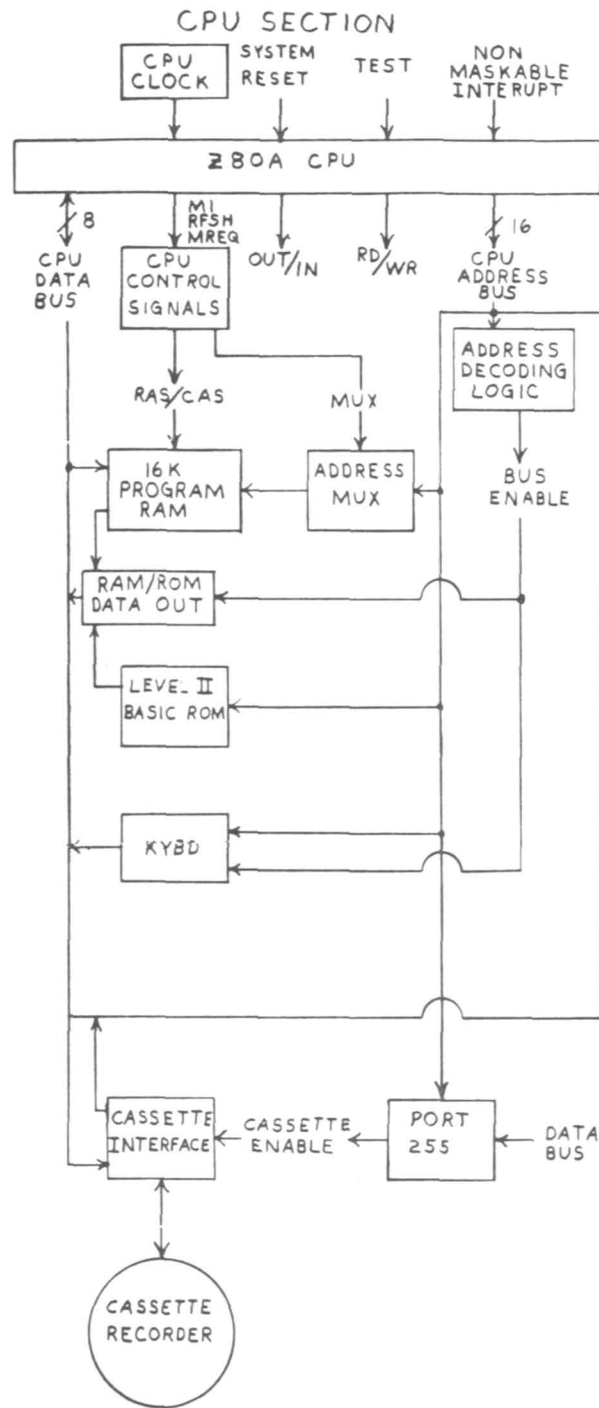 CPU SECTION
CPU
CLOCK
SYSTEM
RESET
TEST
NON
MASKABLE
INTERUPT
Z80A CPU
8
CPU
DATA
BUS
M1
RFSH
MREQ
CPU
CONTROL
SIGNALS
OUT/IN
RD/WR
16
CPU
ADDRESS
BUS
ADDRESS
DECODING
LOGIC
RAS/CAS
MUX
16K
PROGRAM
RAM
ADDRESS
MUX
BUS
ENABLE
RAM/ROM
DATA OUT
LEVEL II
BASIC ROM
KYBD
CASSETTE
INTERFACE
CASSETTE
ENABLE
PORT
255
DATA
BUS
CASSETTE
RECORDER